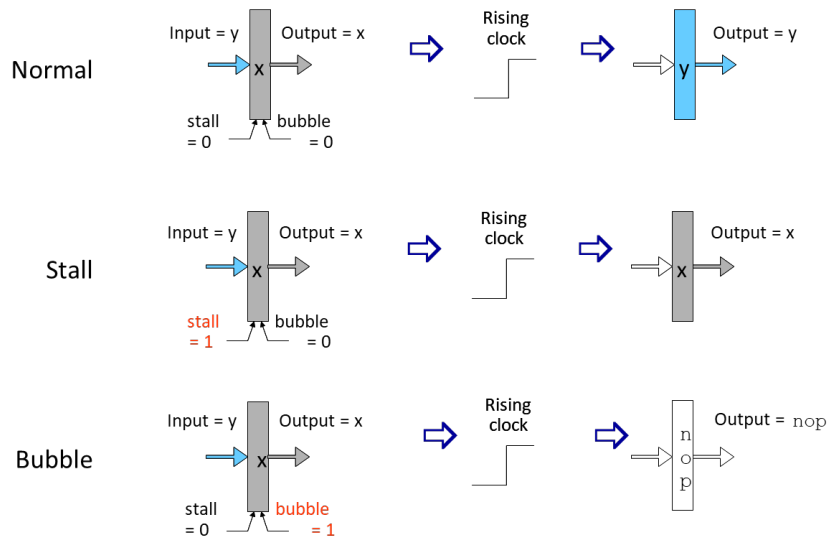 Normal
Input = y
Output = x
x
stall
= 0
bubble
= 0
Rising
clock
Output = y
y
Stall
Input = y
Output = x
x
stall
= 1
bubble
= 0
Rising
clock
Output = x
x
Bubble
Input = y
Output = x
x
stall
= 0
bubble
= 1
Rising
clock
Output = nop
n
o
p